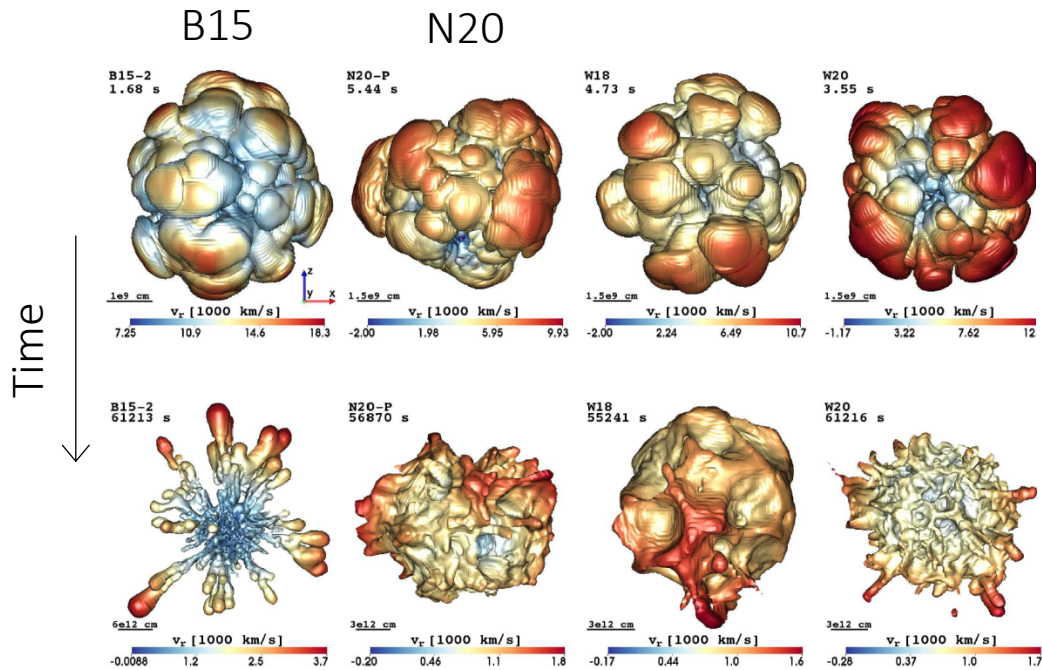 B15
N20
B15-2
1.68 s
N20-P
5.44 s
W18
4.73 s
W20
3.55 s
z
y x
1e9 cm
1.5e9 cm
1.5e9 cm
1.5e9 cm
v_r [1000 km/s]
7.25 10.9 14.6 18.3
v_r [1000 km/s]
-2.00 1.98 5.95 9.93
v_r [1000 km/s]
-2.00 2.24 6.49 10.7
v_r [1000 km/s]
-1.17 3.22 7.62 12
Time
B15-2
61213 s
N20-P
56870 s
W18
55241 s
W20
61216 s
6e12 cm
3e12 cm
3e12 cm
3e12 cm
v_r [1000 km/s]
-0.0088 1.2 2.5 3.7
v_r [1000 km/s]
-0.20 0.46 1.1 1.8
v_r [1000 km/s]
-0.17 0.44 1.0 1.6
v_r [1000 km/s]
-0.28 0.37 1.0